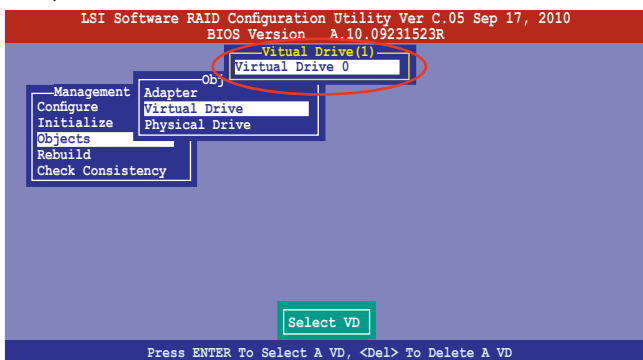 LSI Software RAID Configuration Utility Ver C.05 Sep 17, 2010
BIOS Version A.10.09231523R
Vitual Drive(1)
Virtual Drive 0
Obj
Adapter
Virtual Drive
Physical Drive
Management
Configure
Initialize
Objects
Rebuild
Check Consistency
Select VD
Press ENTER To Select A VD, <Del> To Delete A VD